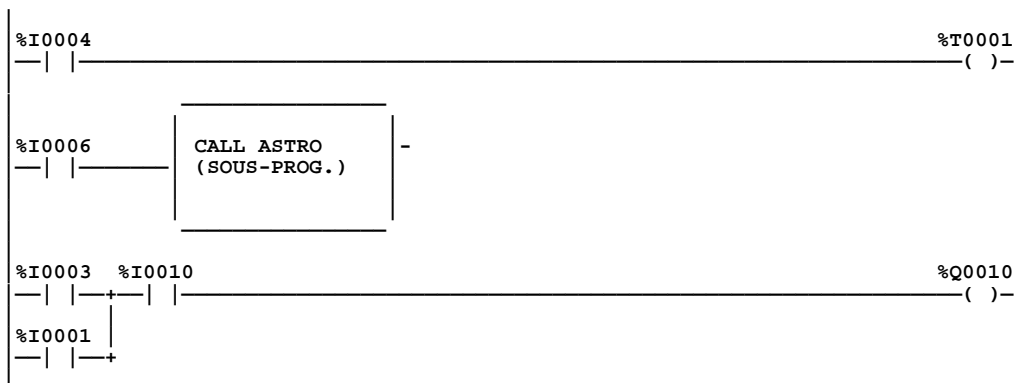 %I0004 %T0001
( )
%I0006 CALL ASTRO
(SOUS-PROG.)
%I0003 %I0010 %Q0010
( )
%I0001